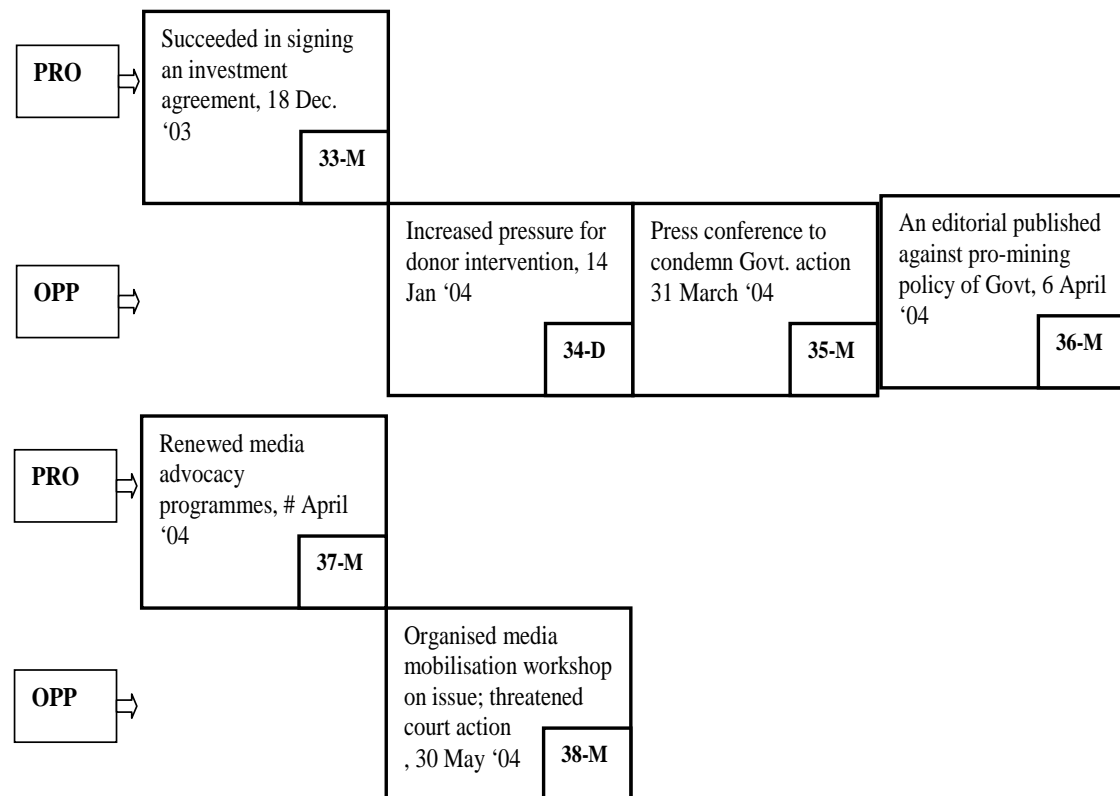 PRO
Succeeded in signing
an investment
agreement, 18 Dec.
‘03
33-M
OPP
Increased pressure for
donor intervention, 14
Jan ‘04
34-D
Press conference to
condemn Govt. action
31 March ‘04
35-M
An editorial published
against pro-mining
policy of Govt, 6 April
‘04
36-M
PRO
Renewed media
advocacy
programmes, # April
‘04
37-M
OPP
Organised media
mobilisation workshop
on issue; threatened
court action
, 30 May ‘04
38-M